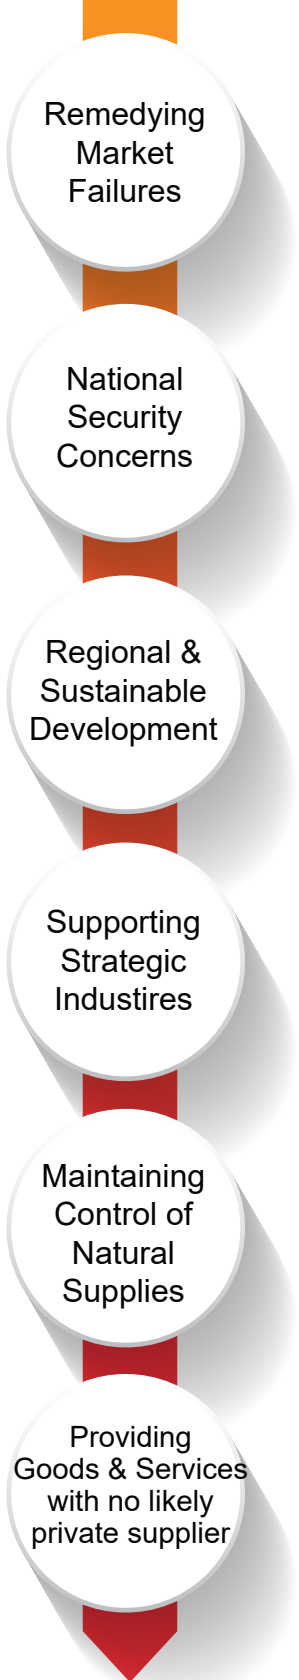 Remedying
Market
Failures
National
Security
Concerns
Regional &
Sustainable
Development
Supporting
Strategic
Industires
Maintaining
Control of
Natural
Supplies
Providing
Goods & Services
with no likely
private supplier